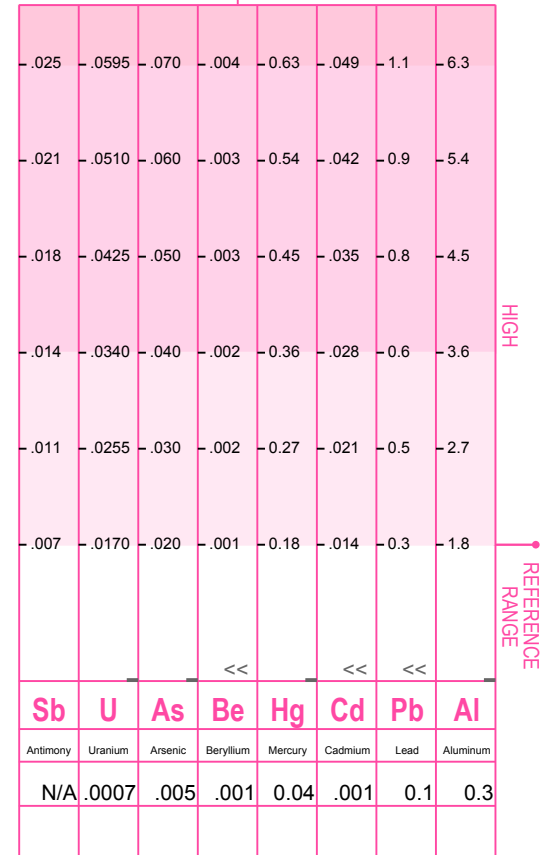 .025 .0595 .070 .004 0.63 .049 1.1 6.3
.021 .0510 .060 .003 0.54 .042 0.9 5.4
.018 .0425 .050 .003 0.45 .035 0.8 4.5
HIGH
.014 .0340 .040 .002 0.36 .028 0.6 3.6
.011 .0255 .030 .002 0.27 .021 0.5 2.7
.007 .0170 .020 .001 0.18 .014 0.3 1.8
REFERENCE
RANGE
<< << <<
Sb U As Be Hg Cd Pb Al
Antimony Uranium Arsenic Beryllium Mercury Cadmium Lead Aluminum
N/A .0007 .005 .001 0.04 .001 0.1 0.3